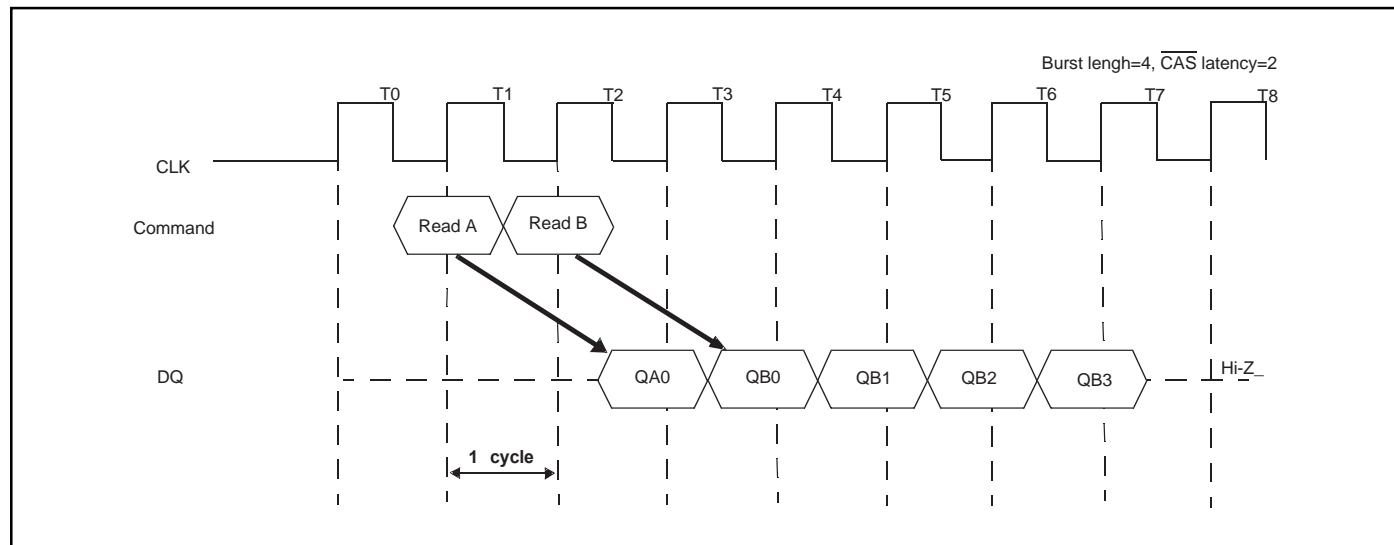 Burst lengh=4, CAS latency=2
T0 T1 T2 T3 T4 T5 T6 T7 T8
CLK
Command Read A Read B
DQ QA0 QB0 QB1 QB2 QB3 Hi-Z_
1 cycle